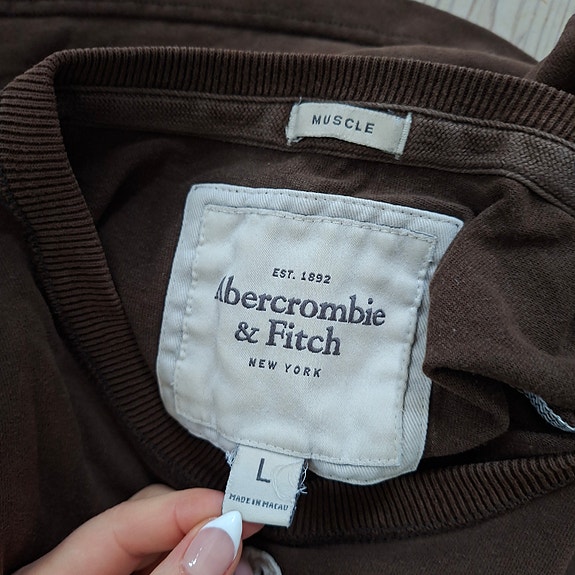 MUSCLE
EST. 1892
Abercrombie
& Fitch
NEW YORK
L
MADE IN MACAU